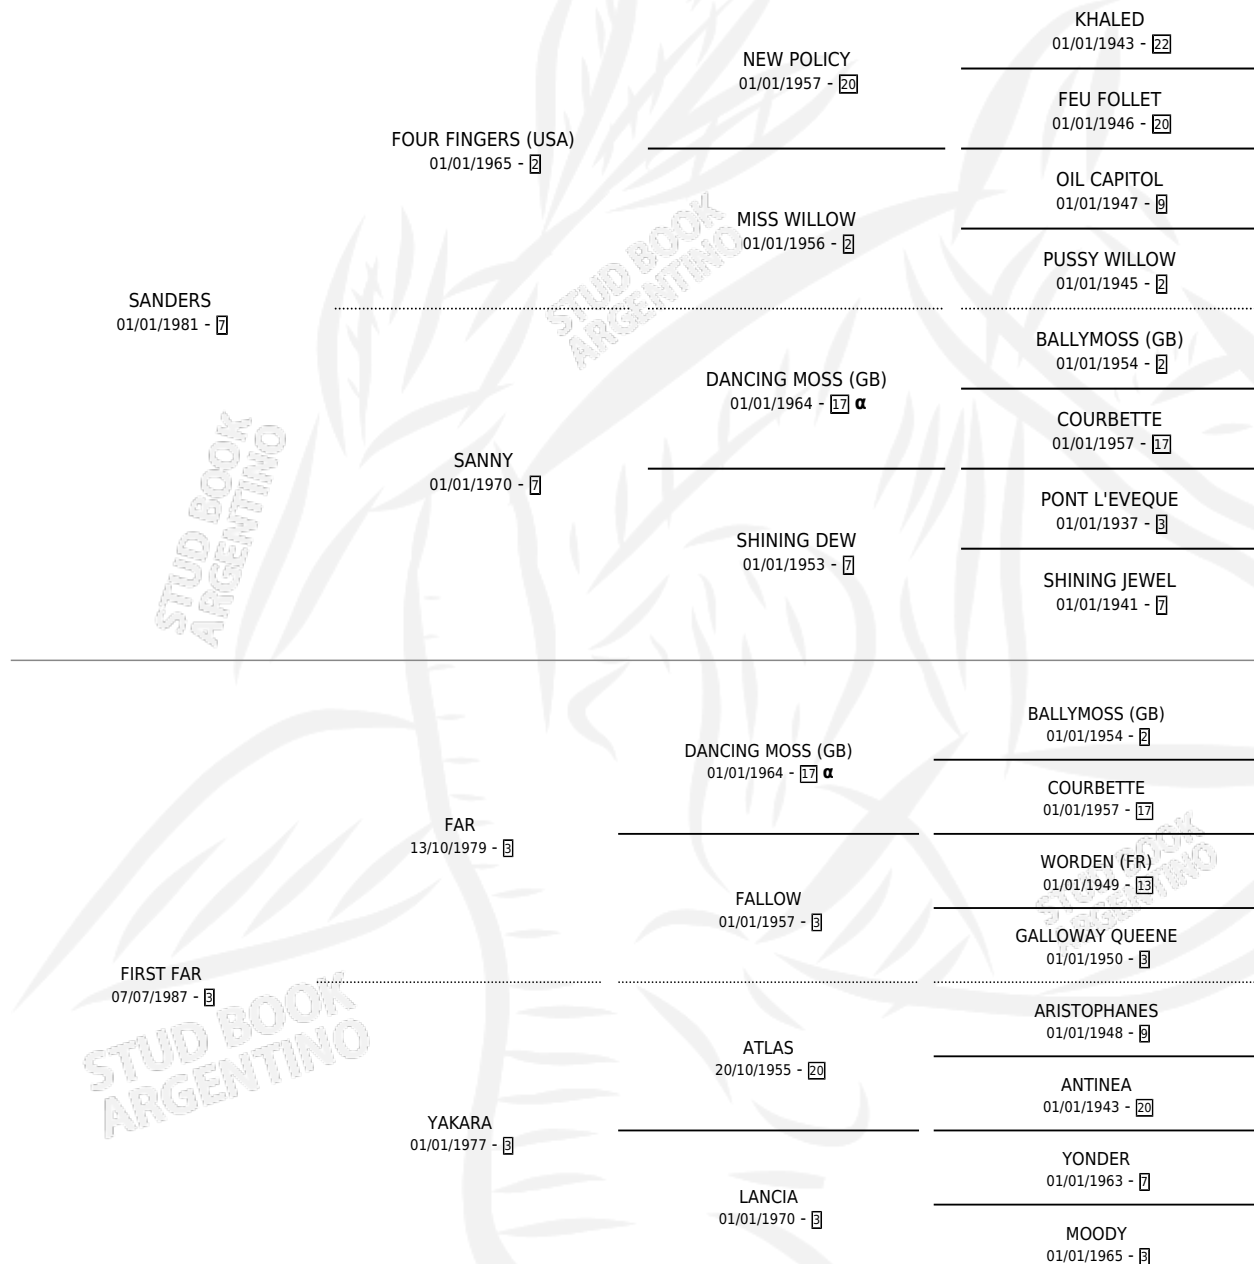 KHALED
01/01/1943 - 22
NEW POLICY
01/01/1957 - 20
FEU FOLLET
01/01/1946 - 20
FOUR FINGERS (USA)
01/01/1965 - 2
OIL CAPITOL
01/01/1947 - 9
MISS WILLOW
01/01/1956 - 2
PUSSY WILLOW
01/01/1945 - 2
SANDERS
01/01/1981 - 7
BALLYMOSS (GB)
01/01/1954 - 2
DANCING MOSS (GB)
01/01/1964 - 17 α
COURBETTE
01/01/1957 - 17
SANNY
01/01/1970 - 7
PONT L'EVEQUE
01/01/1937 - 3
SHINING DEW
01/01/1953 - 7
SHINING JEWEL
01/01/1941 - 7
BALLYMOSS (GB)
01/01/1954 - 2
DANCING MOSS (GB)
01/01/1964 - 17 α
COURBETTE
01/01/1957 - 17
FAR
13/10/1979 - 3
WORDEN (FR)
01/01/1949 - 13
FALLOW
01/01/1957 - 3
GALLOWAY QUEENE
01/01/1950 - 3
FIRST FAR
07/07/1987 - 3
ARISTOPHANES
01/01/1948 - 9
ATLAS
20/10/1955 - 20
ANTINEA
01/01/1943 - 20
YAKARA
01/01/1977 - 3
YONDER
01/01/1963 - 7
LANCIA
01/01/1970 - 3
MOODY
01/01/1965 - 3
STUD BOOK
ARGENTINO
STUD BOOK
ARGENTINO
STUD BOOK
ARGENTINO
STUD BOOK
ARGENTINO